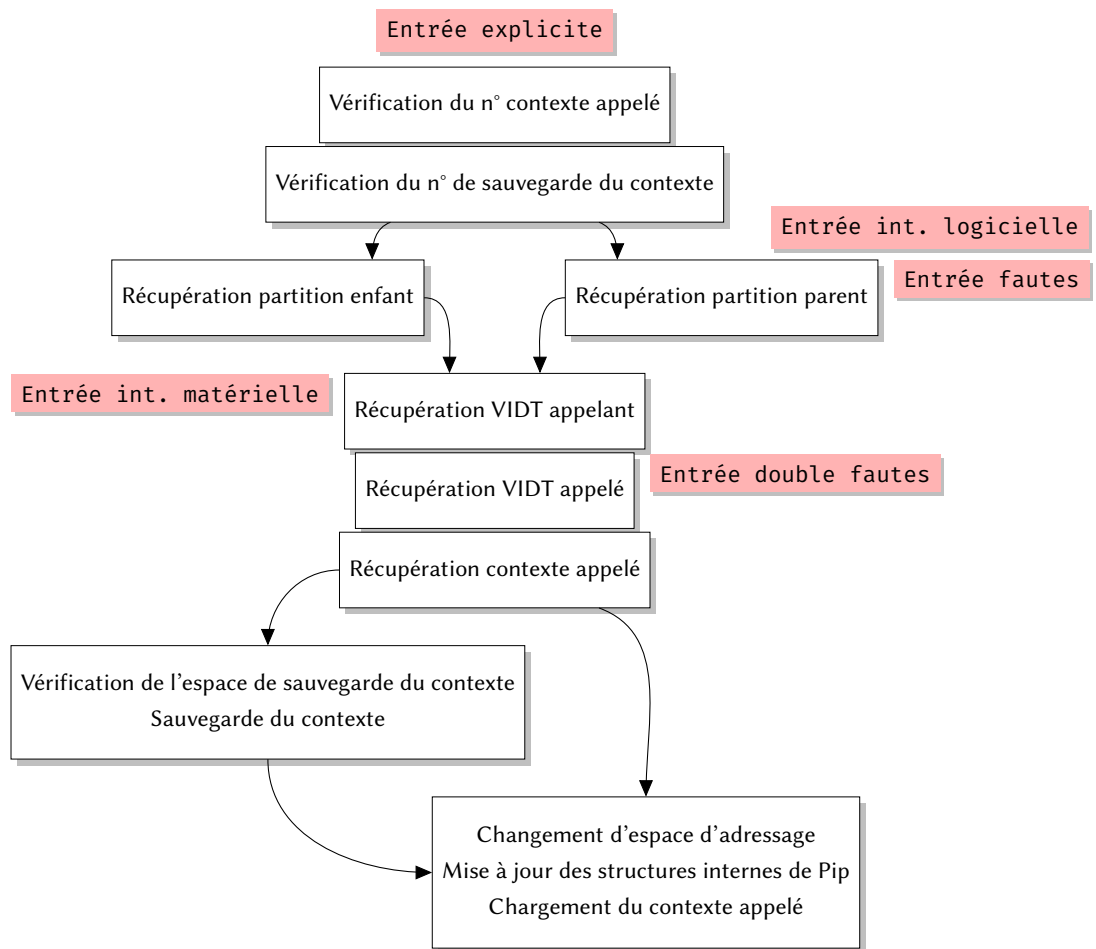 Entrée explicite
Vérification du n° contexte appelé
Vérification du n° de sauvegarde du contexte
Entrée int. logicielle
Récupération partition enfant
Récupération partition parent
Entrée fautes
Entrée int. matérielle
Récupération VIDT appelant
Récupération VIDT appelé
Entrée double fautes
Récupération contexte appelé
Vérification de l'espace de sauvegarde du contexte
Sauvegarde du contexte
Changement d'espace d'adressage
Mise à jour des structures internes de Pip
Chargement du contexte appelé